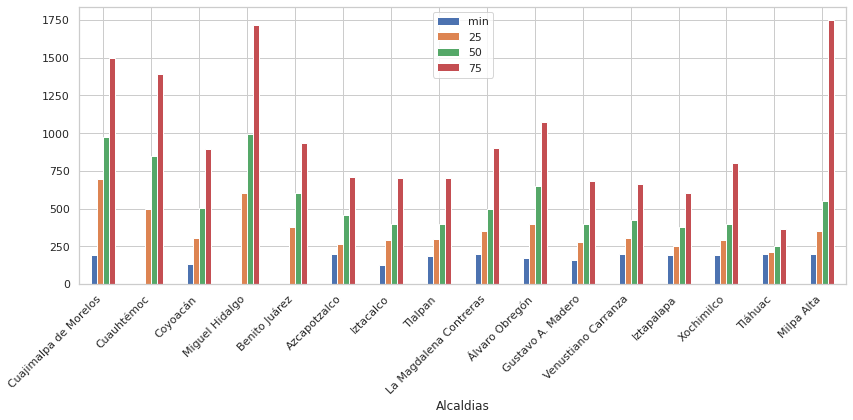 1750
1500
1250
1000
750
500
250
0
min
25
50
75
Cuajimalpa de Morelos
Cuauhtémoc
Coyoacán
Miguel Hidalgo
Benito Juárez
Azcapotzalco
Iztacalco
Tlalpan
La Magdalena Contreras
Álvaro Obregón
Gustavo A. Madero
Venustiano Carranza
Iztapalapa
Xochimilco
Tláhuac
Milpa Alta
Alcaldias